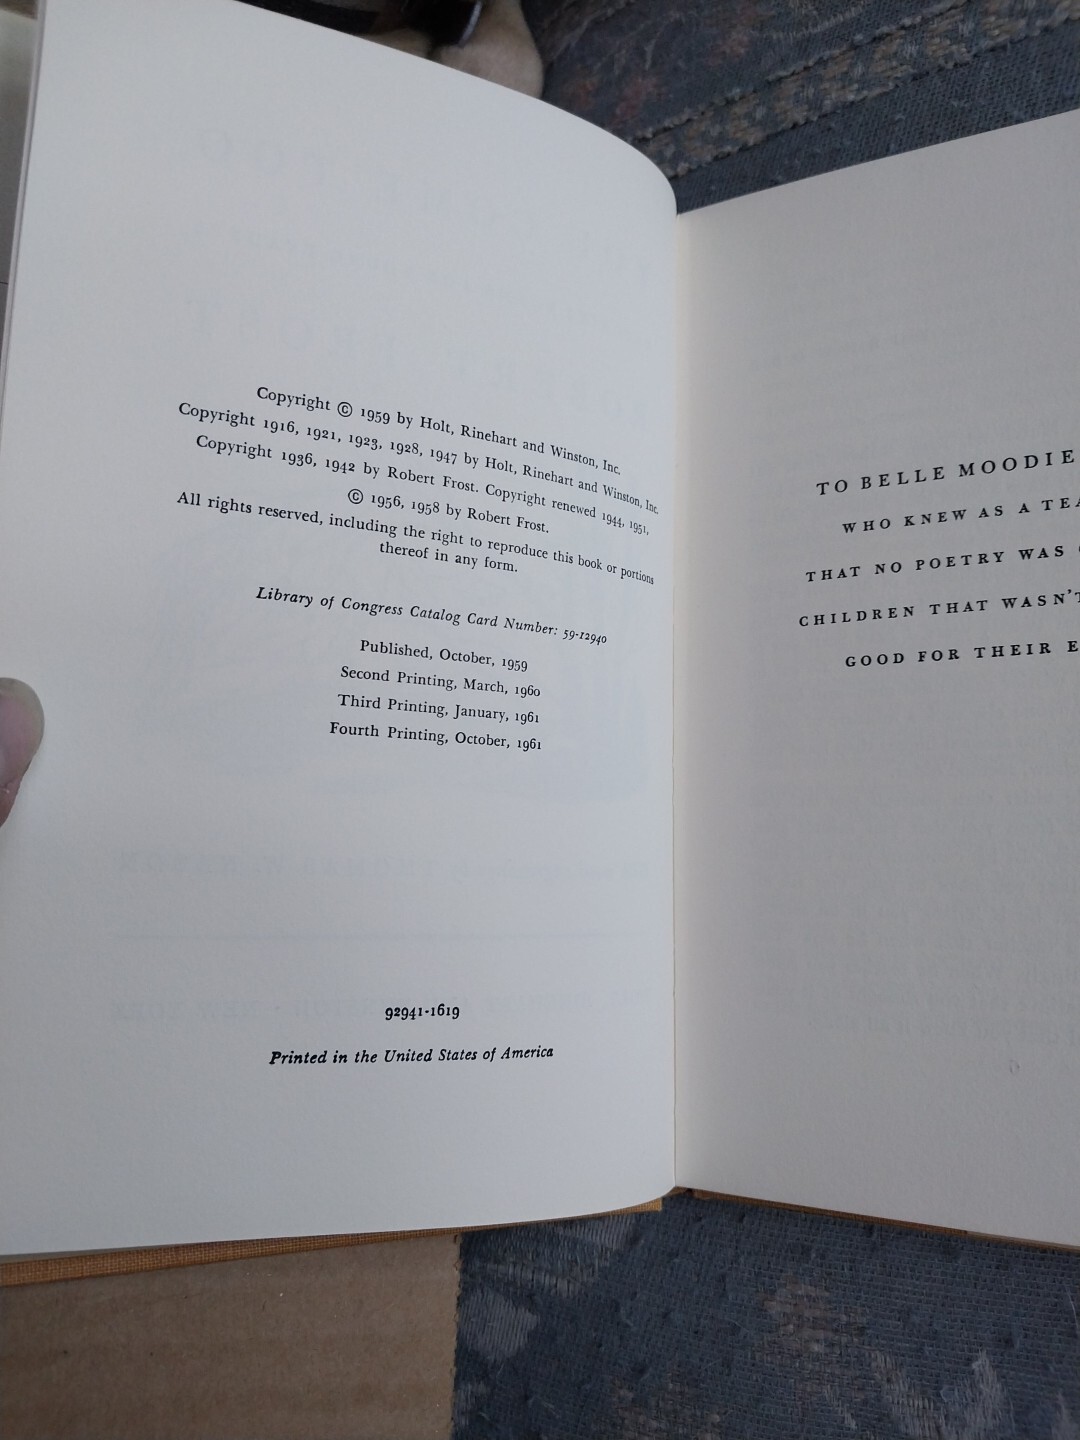 Copyright © 1959 by Holt, Rinehart and Winston, Inc.
Copyright 1916, 1921, 1923, 1928, 1947 by Holt, Rinehart and Winston, Inc.
Copyright 1936, 1942 by Robert Frost. Copyright renewed 1944, 1951,
© 1956, 1958 by Robert Frost.
All rights reserved, including the right to reproduce this book or portions
thereof in any form.
Library of Congress Catalog Card Number: 59-12940
Published, October, 1959
Second Printing, March, 1960
Third Printing, January, 1961
Fourth Printing, October, 1961
92941-1619
Printed in the United States of America
TO BELLE MOODIE
WHO KNEW AS A
THAT NO POETRY WAS
CHILDREN THAT WASN'T
GOOD FOR THEIR